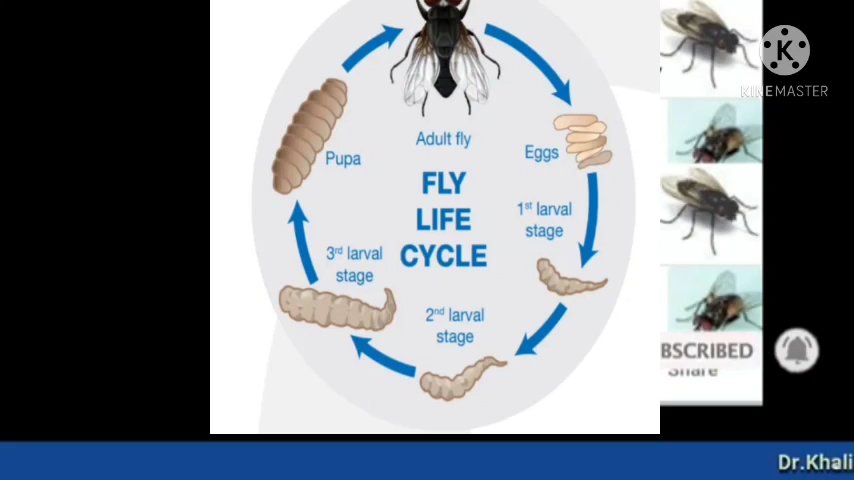 K
KINEMASTER
Adult fly
Eggs
Pupa
FLY
LIFE
CYCLE
1st larval
stage
3rd larval
stage
2nd larval
stage
BSCRIBED
Share
Dr.Khali